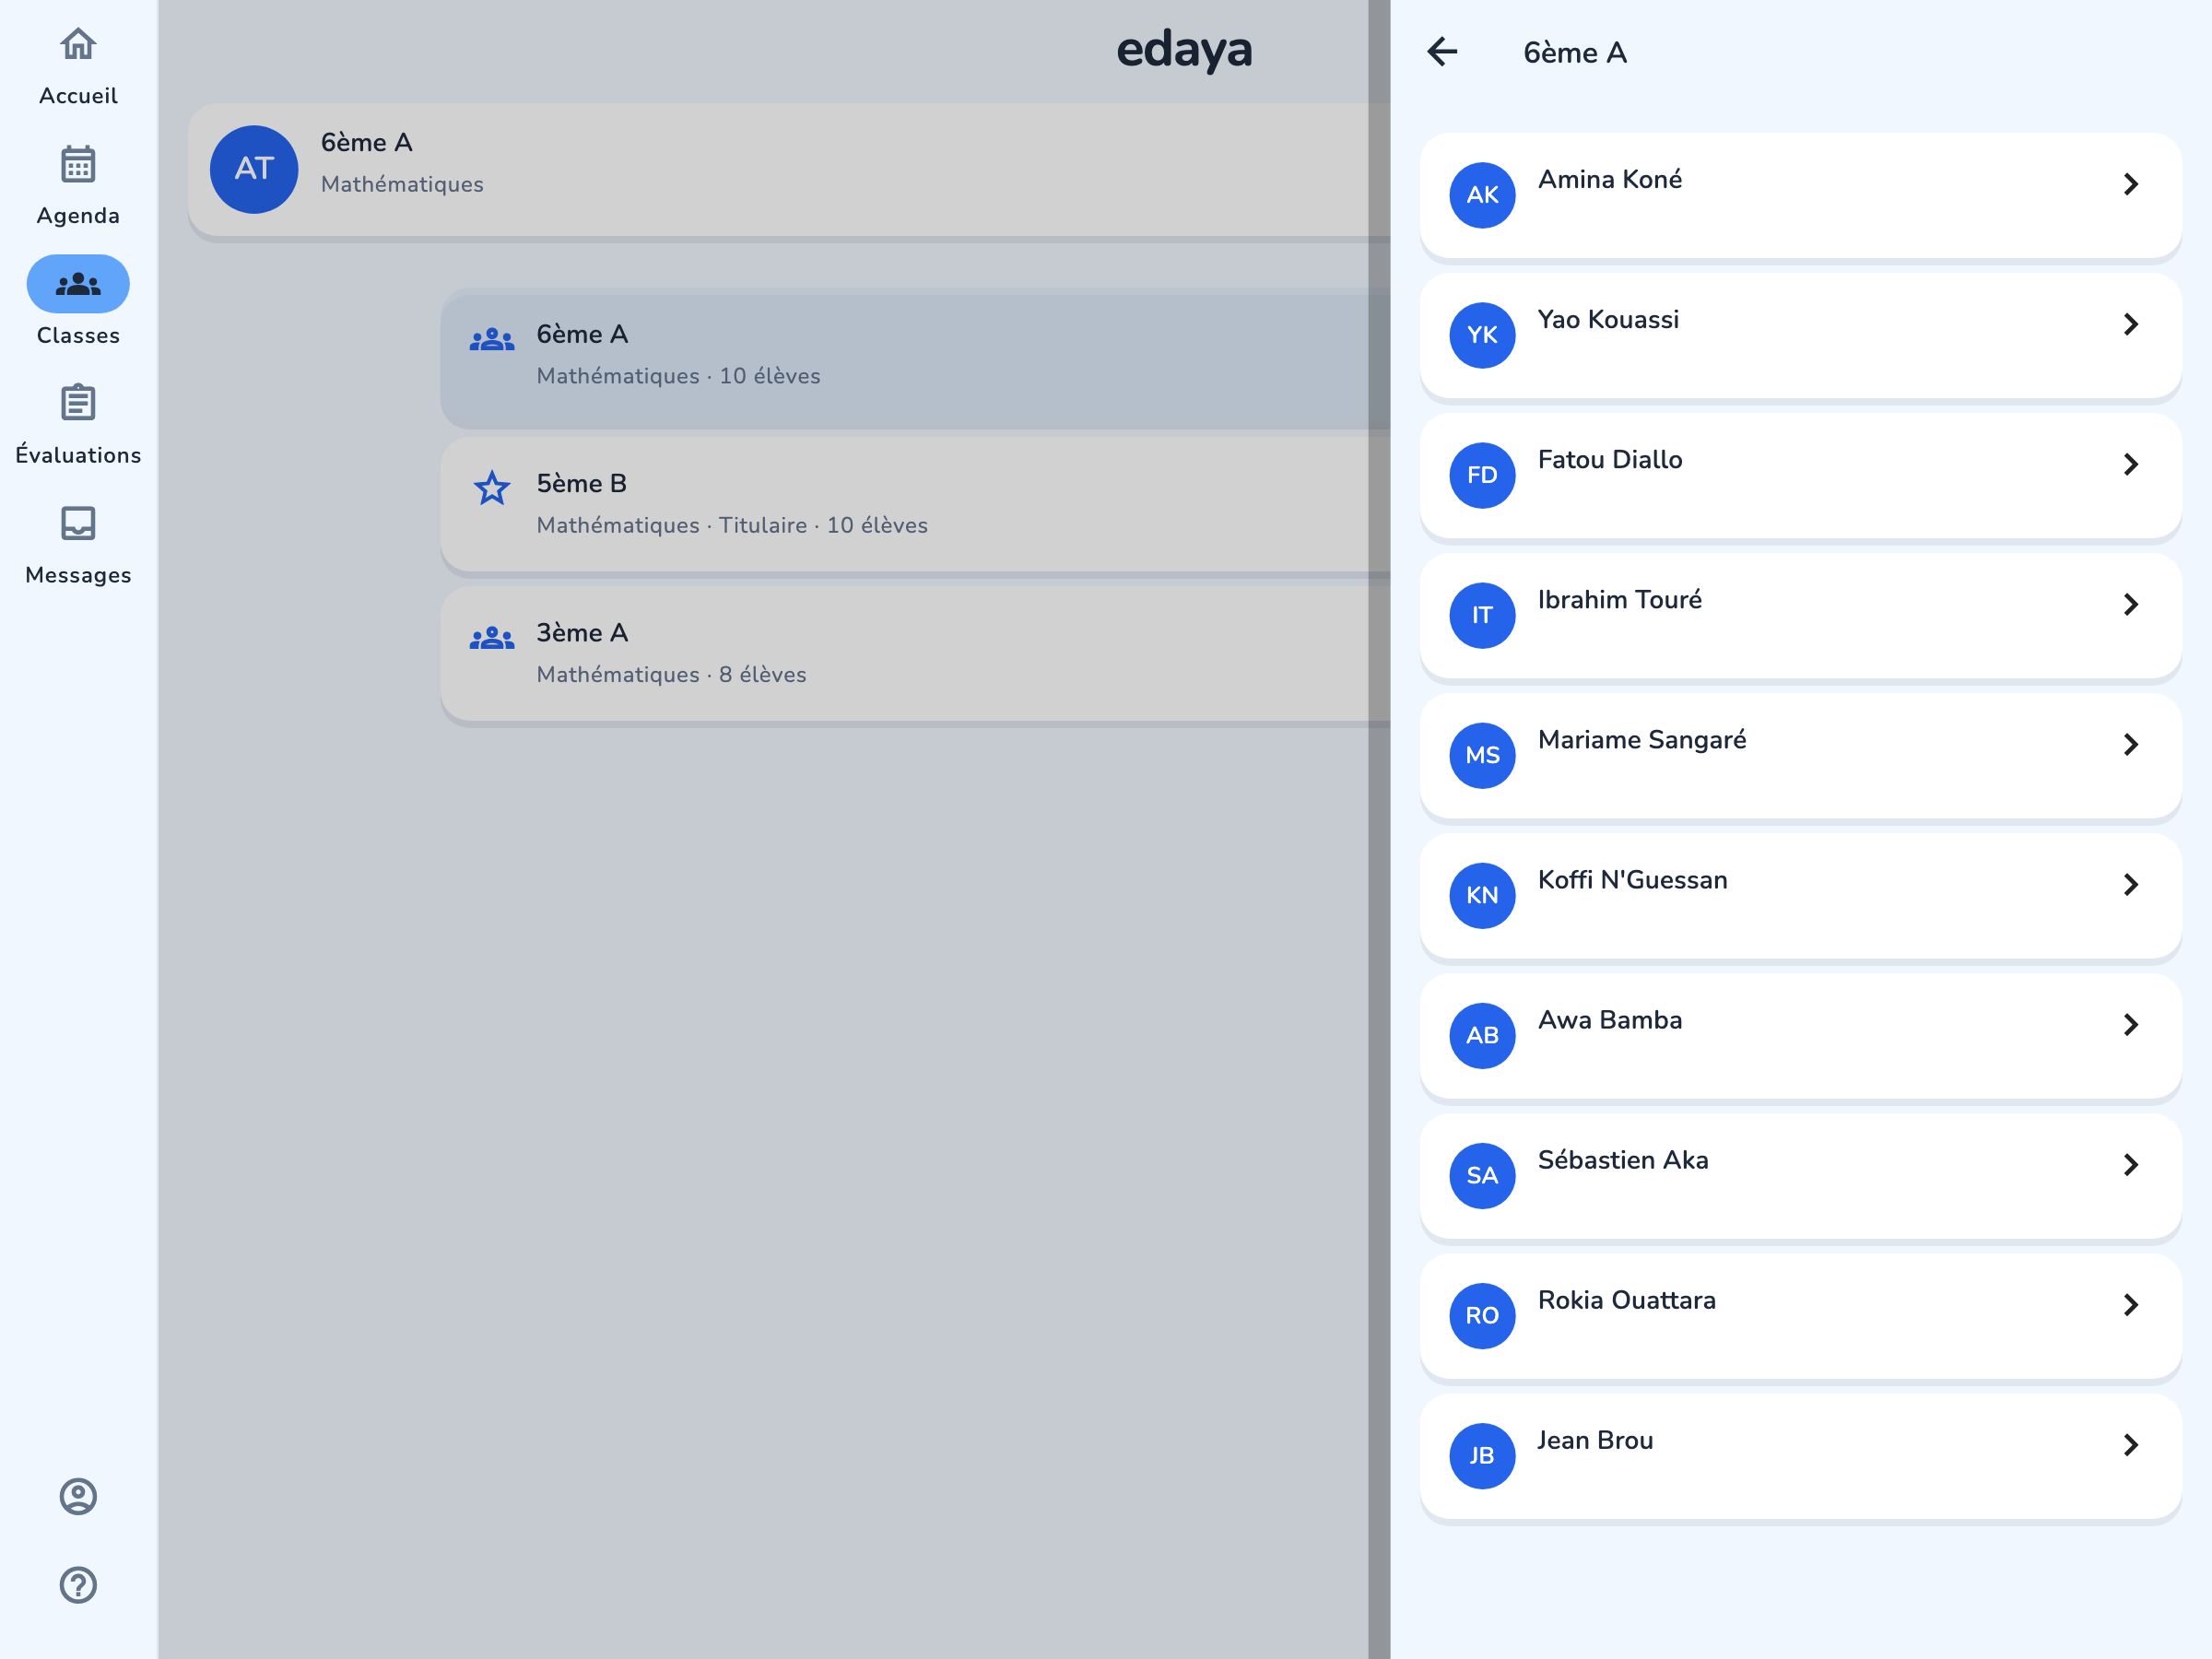 Accueil
Agenda
Classes
Évaluations
Messages
edaya
AT
6ème A
Mathématiques
6ème A
Mathématiques · 10 élèves
5ème B
Mathématiques · Titulaire · 10 élèves
3ème A
Mathématiques · 8 élèves
6ème A
AK
Amina Koné
YK
Yao Kouassi
FD
Fatou Diallo
IT
Ibrahim Touré
MS
Mariame Sangaré
KN
Koffi N'Guessan
AB
Awa Bamba
SA
Sébastien Aka
RO
Rokia Ouattara
JB
Jean Brou